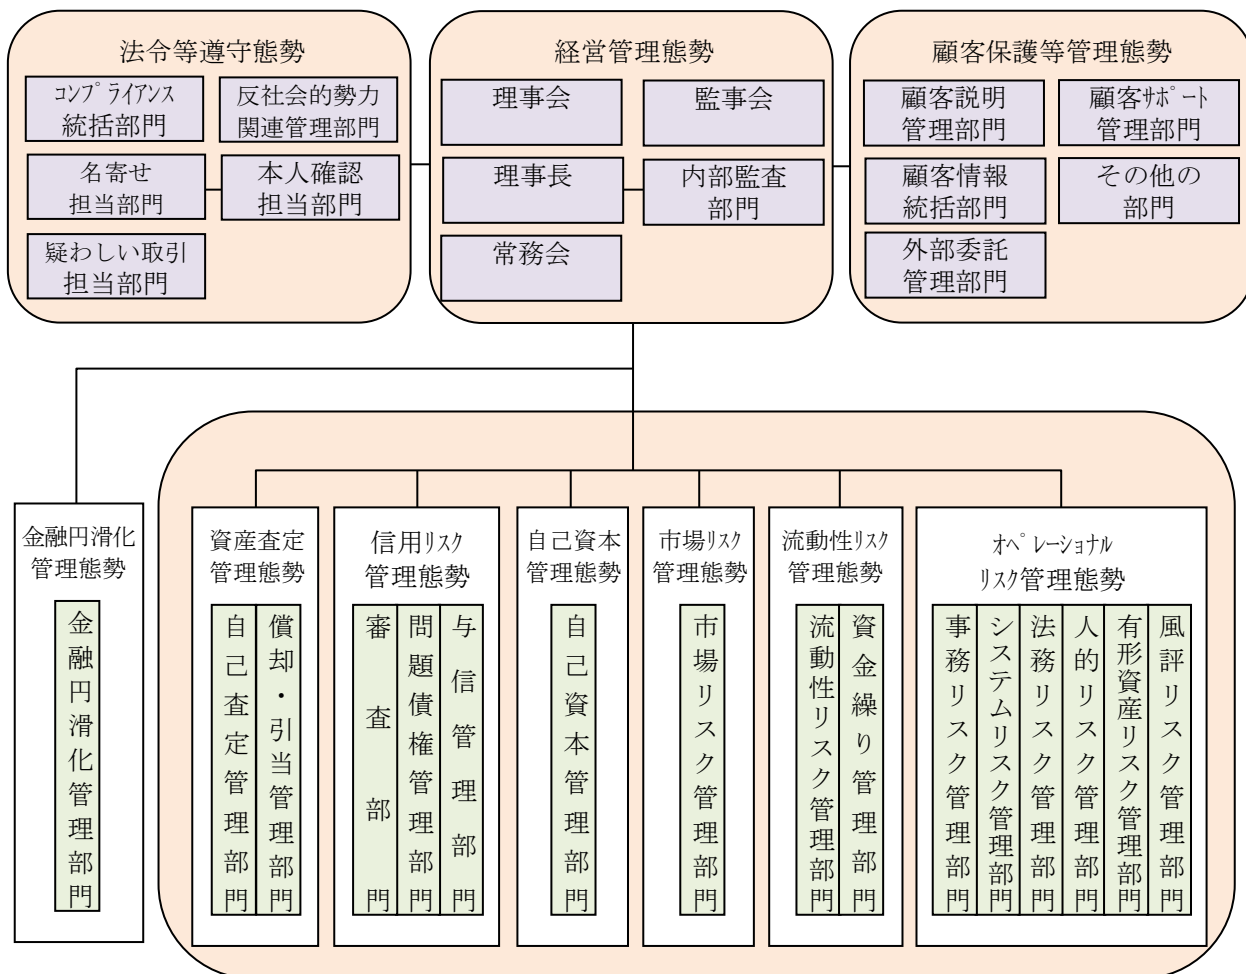 法令等遵守態勢
コンプライアンス
統括部門
反社会的勢力
関連管理部門
名寄せ
担当部門
本人確認
担当部門
疑わしい取引
担当部門
経営管理態勢
理事会
監事会
理事長
内部監査
部門
常務会
顧客保護等管理態勢
顧客説明
管理部門
顧客サポート
管理部門
顧客情報
統括部門
その他の
部門
外部委託
管理部門
金融円滑化
管理態勢
金融円滑化管理部門
資産査定
管理態勢
自己査定管理部門
償却・引当管理部門
信用リスク
管理態勢
審査部門
問題債権管理部門
与信管理部門
自己資本
管理態勢
自己資本管理部門
市場リスク
管理態勢
市場リスク管理部門
流動性リスク
管理態勢
流動性リスク管理部門
資金繰り管理部門
オペレーショナル
リスク管理態勢
事務リスク管理部門
システムリスク管理部門
法務リスク管理部門
人的リスク管理部門
有形資産リスク管理部門
風評リスク管理部門